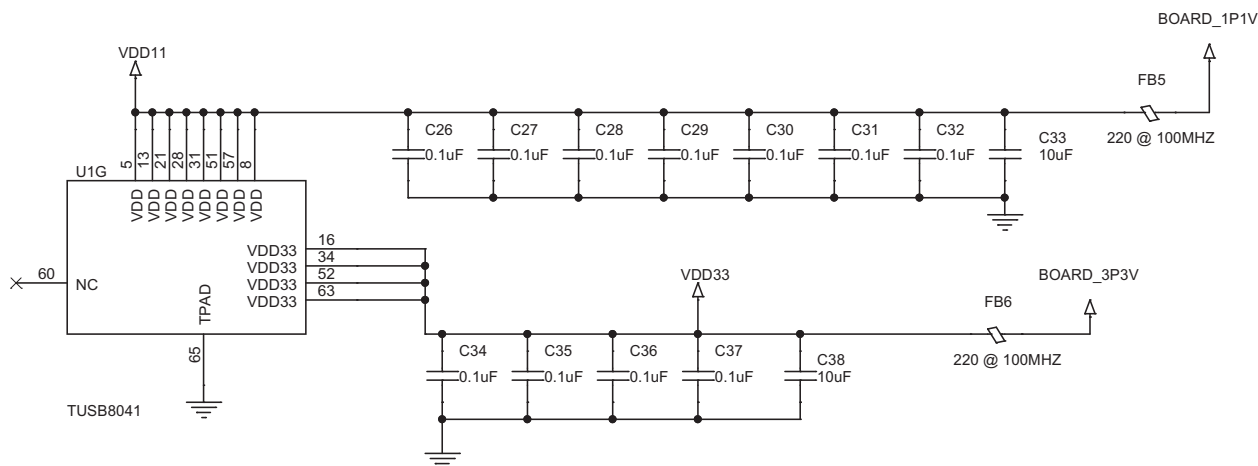 BOARD_1P1V
VDD11
FB5
220 @ 100MHZ
C26
0.1uF
C27
0.1uF
C28
0.1uF
C29
0.1uF
C30
0.1uF
C31
0.1uF
C32
0.1uF
C33
10uF
5
13
21
28
31
51
57
8
U1G
VDD
VDD
VDD
VDD
VDD
VDD
VDD
VDD
VDD33 16
VDD33 34
VDD33 52
VDD33 63
60
NC
TPAD
65
TUSB8041
VDD33
BOARD_3P3V
FB6
220 @ 100MHZ
C34
0.1uF
C35
0.1uF
C36
0.1uF
C37
0.1uF
C38
10uF